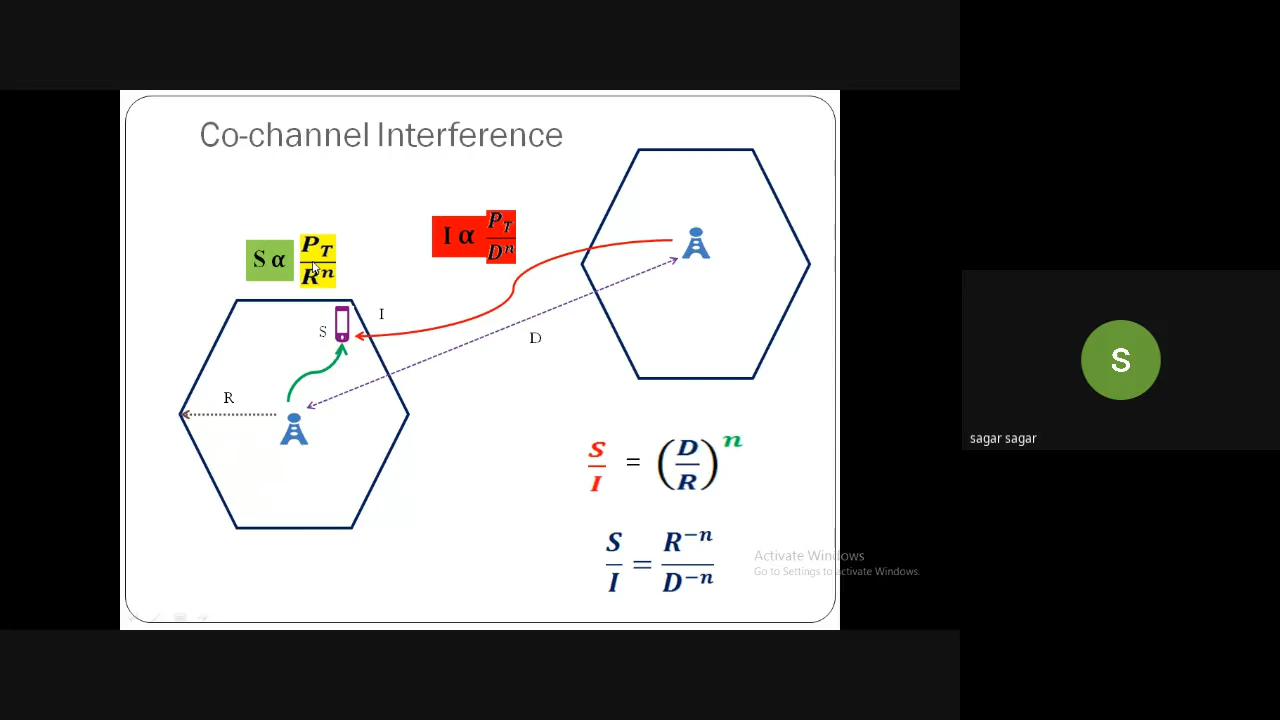 Co-channel Interference
I α P_T / D^n
S α P_T / R^n
I
S
D
R
S/I = (D/R)^n
S/I = R^{-n} / D^{-n}
Activate Windows
Go to Settings to activate Windows.
S
sagar sagar